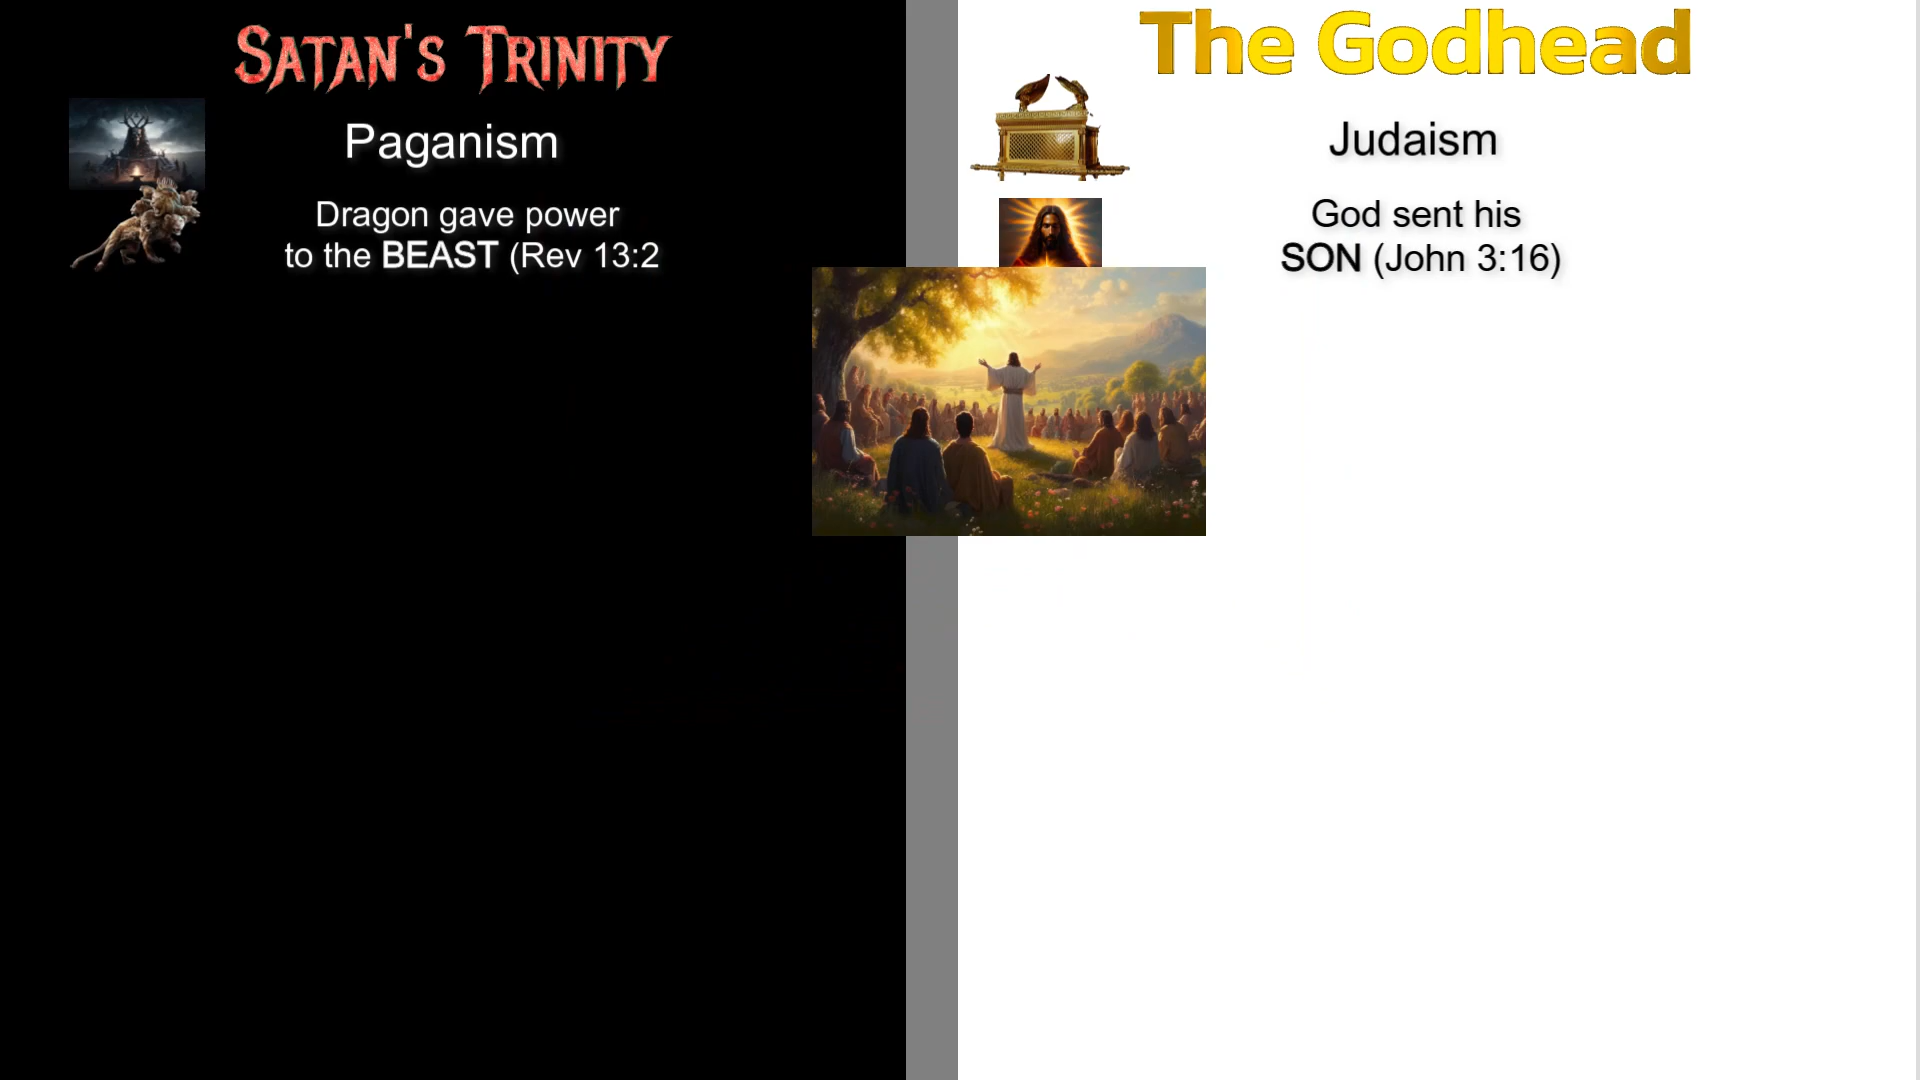 Satan's Trinity
Paganism
Dragon gave power
to the BEAST (Rev 13:2
The Godhead
Judaism
God sent his
SON (John 3:16)